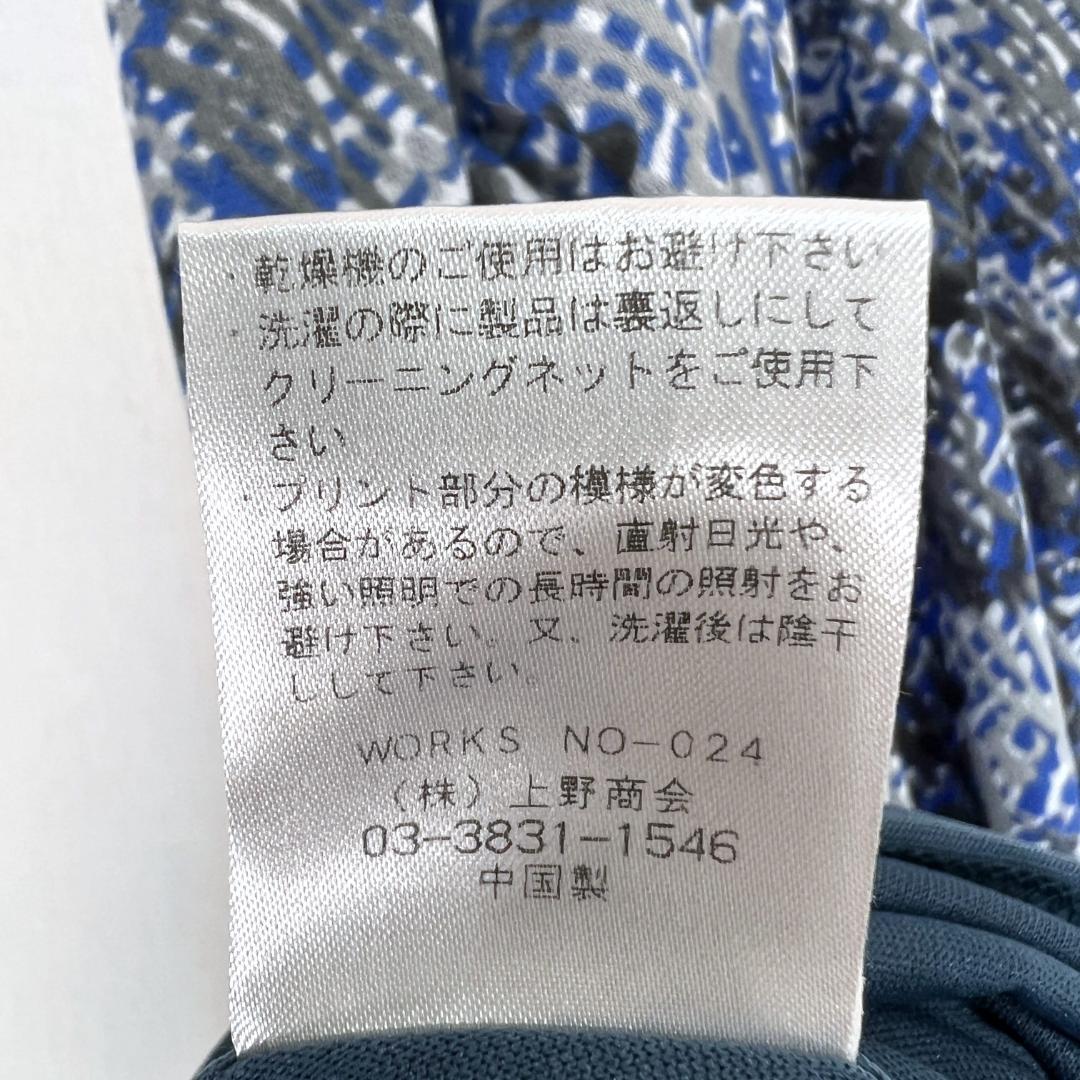 ・乾燥機のご使用はお避け下さい
・洗濯の際に製品は裏返しにして
クリーニングネットをご使用下
さい
・プリント部分の模様が変色する
場合があるので、直射日光や、
強い照明での長時間の照射をお
避け下さい。又、洗濯後は陰干
しして下さい。
WORKS NO-024
(株)上野商会
03-3831-1546
中国製